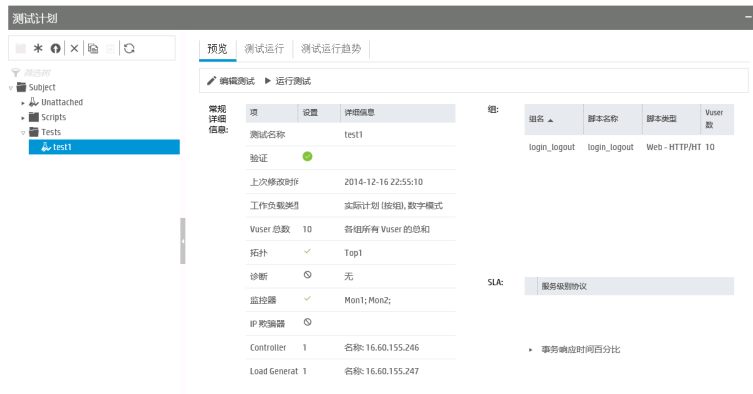 测试计划
筛选树
Subject
Unattached
Scripts
Tests
test1
预览 测试运行 测试运行趋势
编辑测试 运行测试
常规详细信息:
项 设置 详细信息
测试名称 test1
验证
上次修改时间 2014-12-16 22:55:10
工作负载类型 实际计划 (按组), 数字模式
Vuser 总数 10 各组所有 Vuser 的总和
拓扑 Top1
诊断 无
监控器 Mon1; Mon2;
IP 欺骗器
Controller 1 名称: 16.60.155.246
Load Generat 1 名称: 16.60.155.247
组:
组名 脚本名称 脚本类型 Vuser 数
login_logout login_logout Web - HTTP/HT 10
SLA:
服务级别协议
事务响应时间百分比